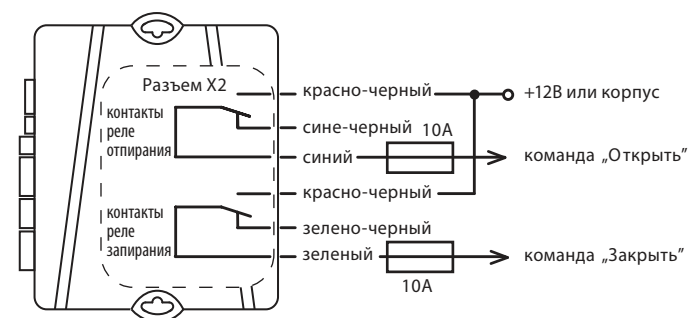 Разъем X2
красно-черный
+12В или корпус
контакты
реле
отпирания
сине-черный
10А
синий
команда „Открыть”
красно-черный
контакты
реле
запирания
зелено-черный
зеленый
команда „Закрыть”
10А